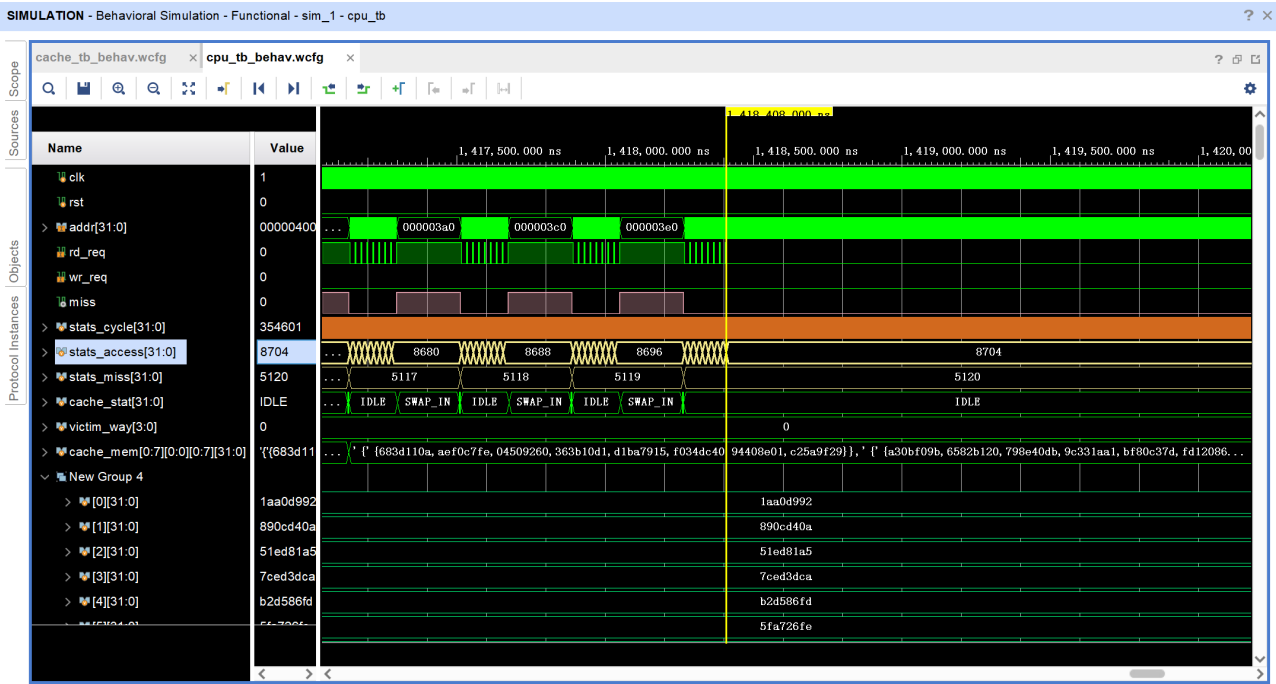 SIMULATION - Behavioral Simulation - Functional - sim_1 - cpu_tb
cache_tb_behav.wcfg cpu_tb_behav.wcfg
Scope
Sources
Objects
Protocol Instances
1,418,408.000 ns
Name Value
1,417,500.000 ns 1,418,000.000 ns 1,418,500.000 ns 1,419,000.000 ns 1,419,500.000 ns 1,420,00
clk 1
rst 0
addr[31:0] 00000400 ... 000003a0 000003c0 000003e0
rd_req 0
wr_req 0
miss 0
stats_cycle[31:0] 354601
stats_access[31:0] 8704 ... 8680 8688 8696 8704
stats_miss[31:0] 5120 ... 5117 5118 5119 5120
cache_stat[31:0] IDLE ... IDLE SWAP_IN IDLE SWAP_IN IDLE SWAP_IN IDLE
victim_way[3:0] 0 0
cache_mem[0:7][0:0][0:7][31:0] '{'{683d11 ... '{'{683d110a,aef0c7fe,04509260,363b10d1,d1ba7915,f034dc40 94408e01,c25a9f29}},'{'{a30bf09b,6582b120,798e40db,9c331aa1,bf80c37d,fd12086...
New Group 4
[0][31:0] 1aa0d992 1aa0d992
[1][31:0] 890cd40a 890cd40a
[2][31:0] 51ed81a5 51ed81a5
[3][31:0] 7ced3dca 7ced3dca
[4][31:0] b2d586fd b2d586fd
[5][31:0] 5fa726fe 5fa726fe